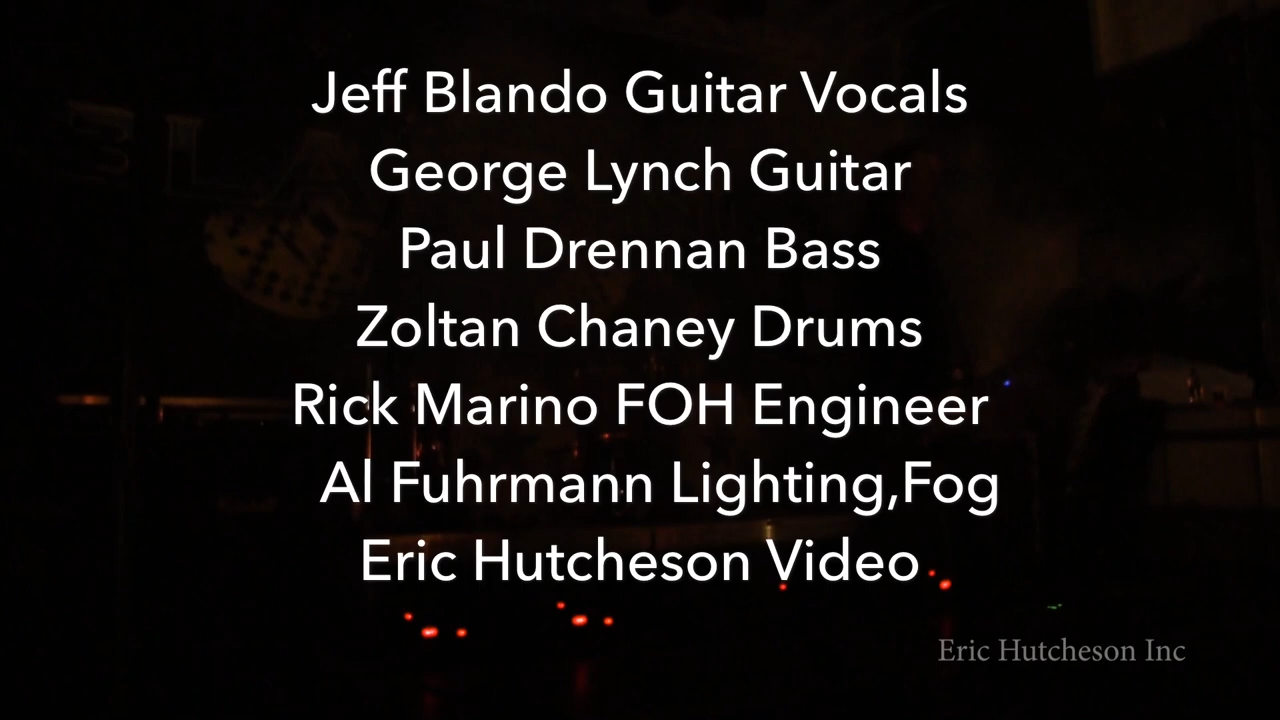 Jeff Blando Guitar Vocals
George Lynch Guitar
Paul Drennan Bass
Zoltan Chaney Drums
Rick Marino FOH Engineer
Al Fuhrmann Lighting,Fog
Eric Hutcheson Video
Eric Hutcheson Inc